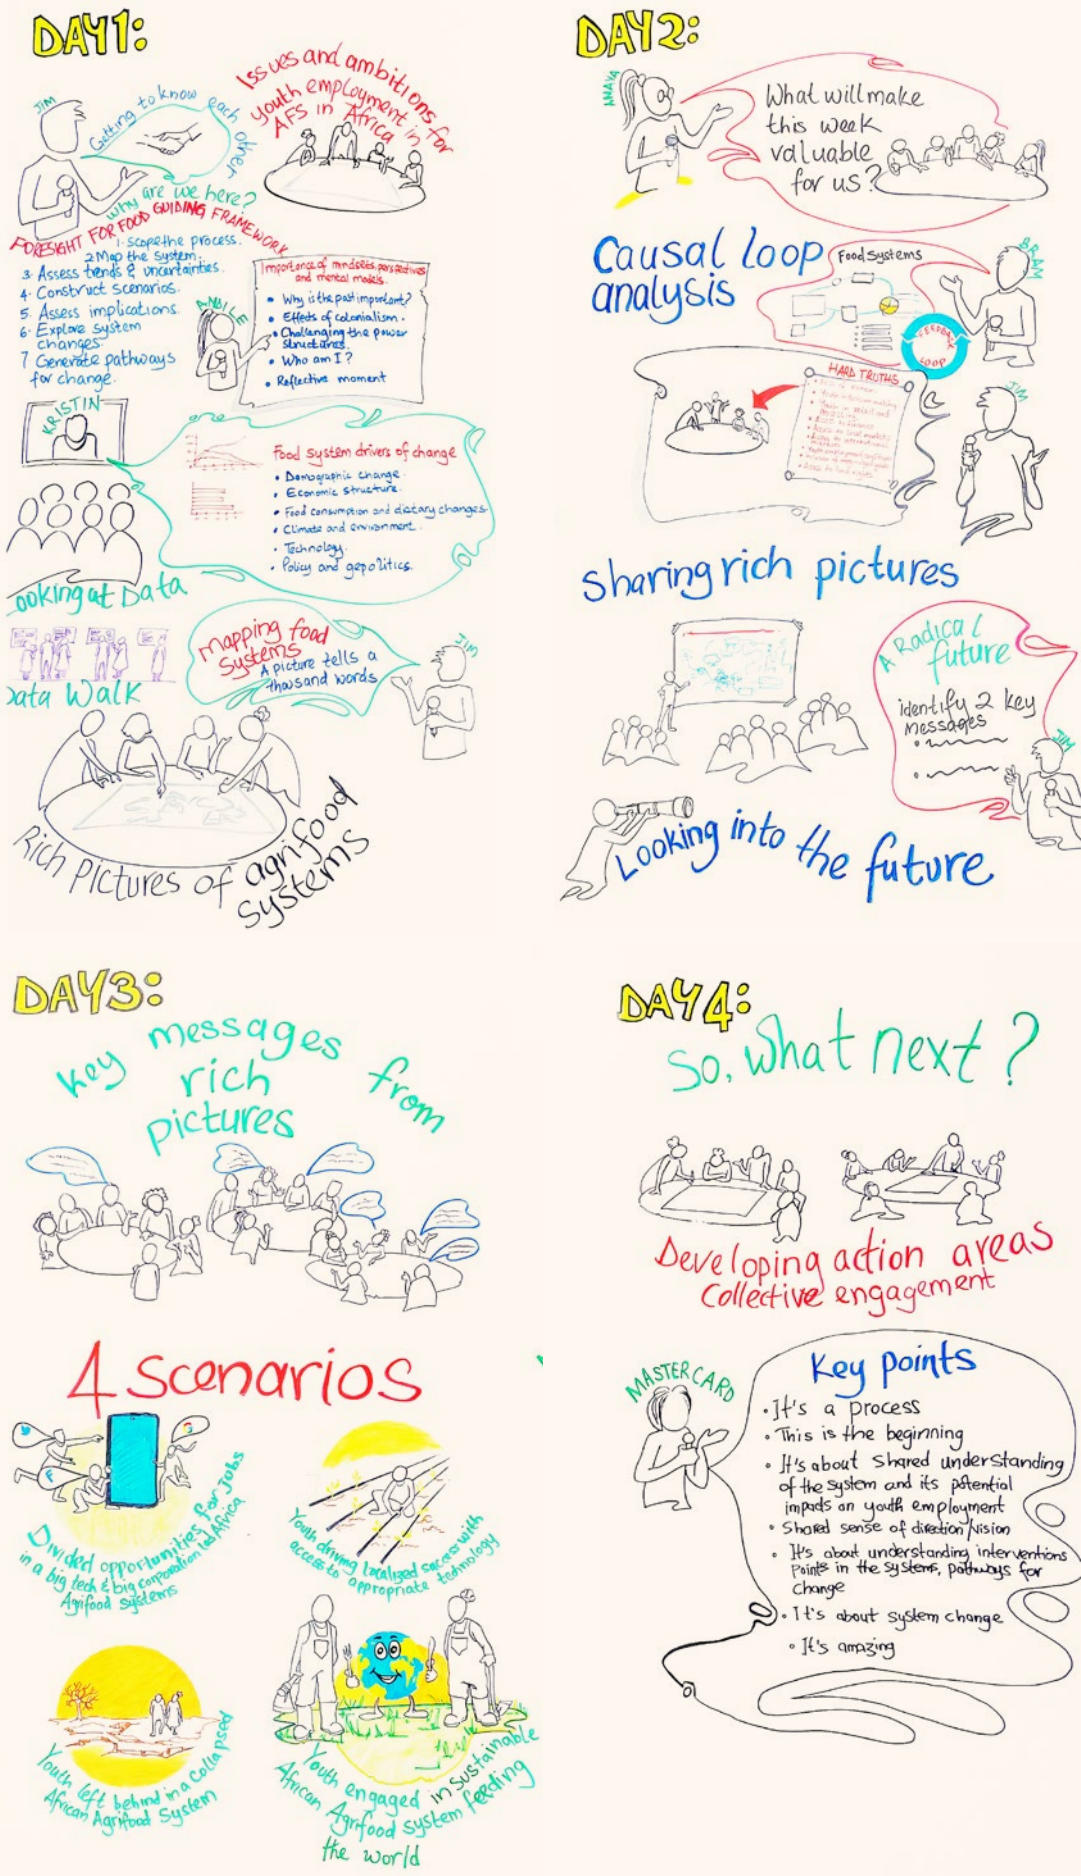 DAY1:
JIM
Getting to know each other
why are we here?
Issues and ambitions for
youth employment in
AFS in Africa
FORESIGHT FOR FOOD GUIDING FRAMEWORK
1. Scope the process.
2 Map the system.
3. Assess trends & uncertainties.
4. Construct scenarios.
5. Assess implications.
6. Explore system
changes.
7 Generate pathways
for change.
ANBILE
Importance of mindsets, perspectives
and mental models.
• Why is the past important?
• Effects of colonialism.
• Challenging the power
structures.
• Who am I?
• Reflective moment
KRISTIN
Food system drivers of change
• Demographic change.
• Economic structure.
• Food consumption and dietary changes
• Climate and environment.
• Technology.
• Policy and geopolitics.
ooking at Data
mapping food
Systems
A picture tells a
thousand words
JIM
Data Walk
Rich Pictures of agrifood
systems
DAY2:
ANAYA
What will make
this week
valuable
for us?
Causal loop
analysis
Food Systems
BRAM
FEEDBACK
LOOP
HARD TRUTHS
JIM
Sharing rich pictures
A Radical
future
identify 2 key
messages
JIM
Looking into the future
DAY3:
key messages from
rich
pictures
4 Scenarios
f
G
Divided opportunities for jobs
in a big tech & big corporation led Africa
Agrifood systems
Youth driving localized success with
access to appropriate technology
Youth left behind in a Collapsed
African Agrifood System
Youth engaged in sustainable
African Agrifood system feeding
the world
DAY4:
So, what next?
Developing action areas
Collective engagement
MASTERCARD
Key points
• It's a process
• This is the beginning
• It's about shared understanding
of the system and its potential
impads on youth employment
• Shared sense of direction/vision
• It's about understanding interventions
Points in the systems, pathways for
change
• It's about system change
• It's amazing